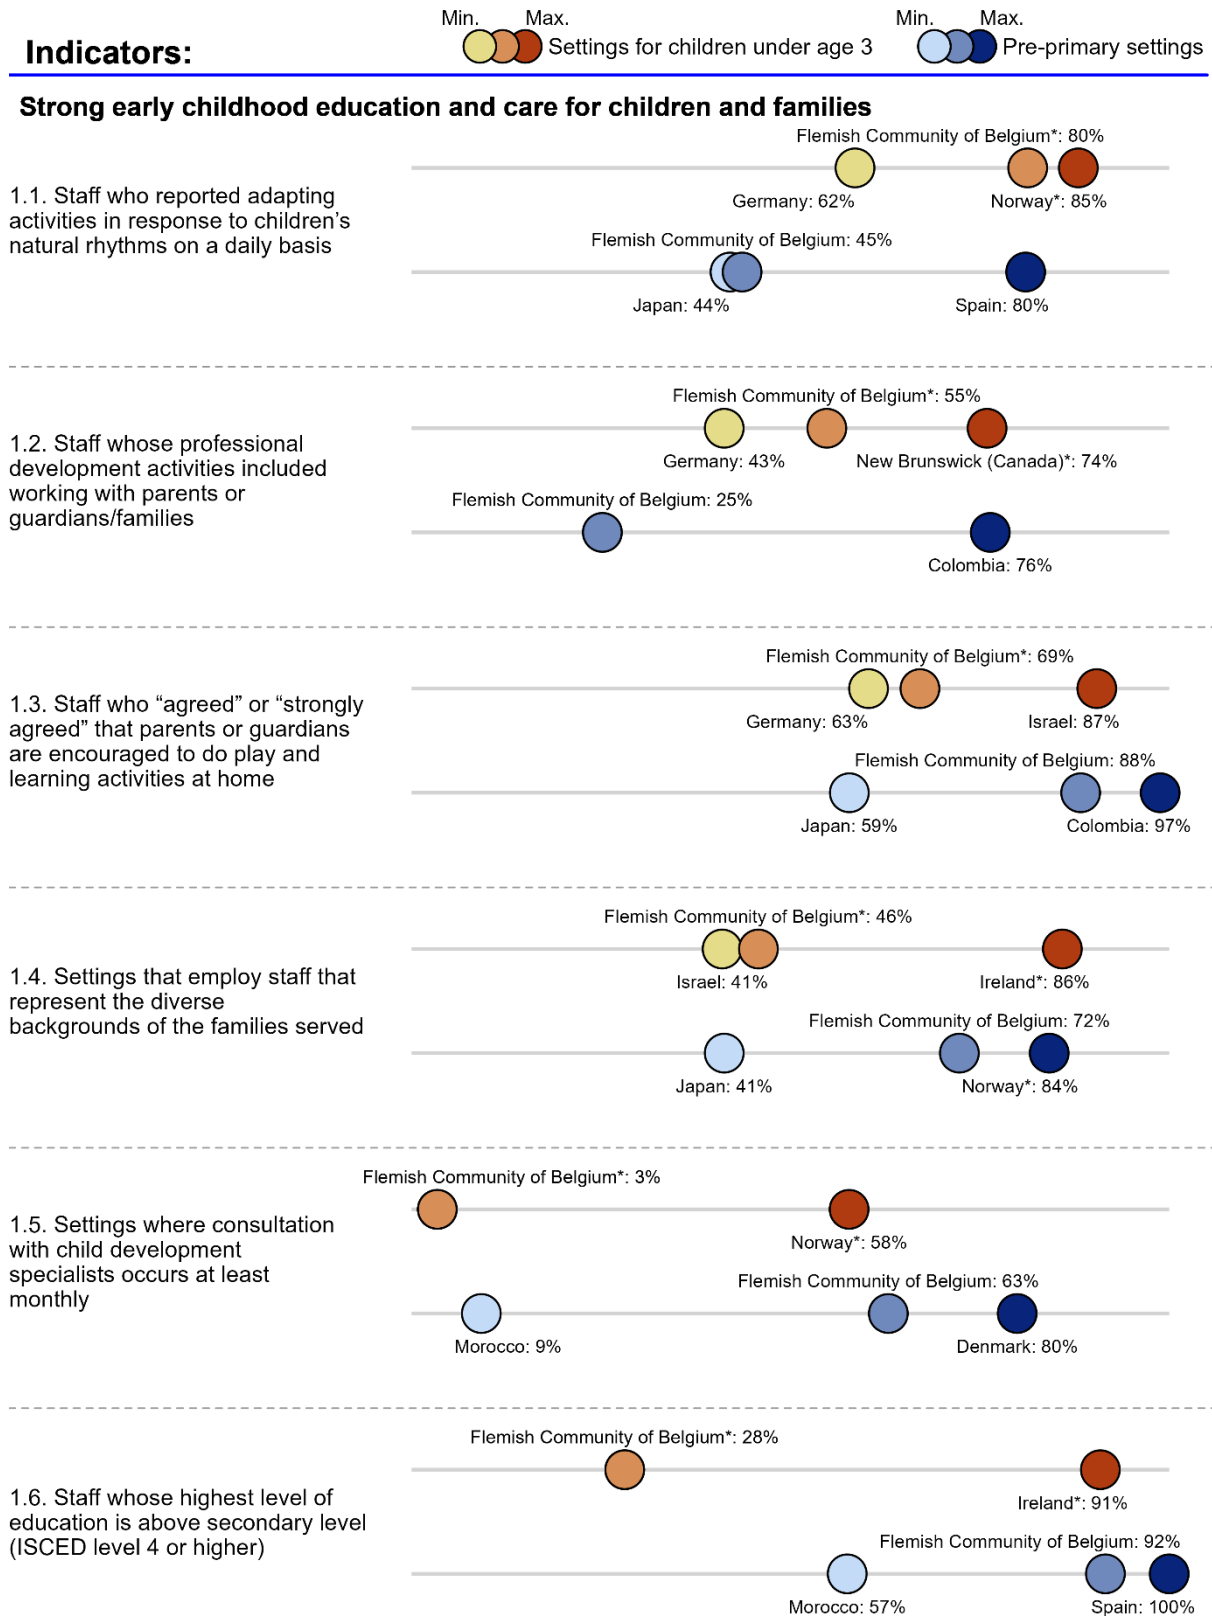 Min. Max. Min. Max.
Indicators: Settings for children under age 3 Pre-primary settings
Strong early childhood education and care for children and families
Flemish Community of Belgium*: 80%
1.1. Staff who reported adapting
activities in response to children’s
natural rhythms on a daily basis
Germany: 62% Norway*: 85%
Flemish Community of Belgium: 45%
Japan: 44% Spain: 80%
Flemish Community of Belgium*: 55%
1.2. Staff whose professional
development activities included
working with parents or
guardians/families
Germany: 43% New Brunswick (Canada)*: 74%
Flemish Community of Belgium: 25%
Colombia: 76%
Flemish Community of Belgium*: 69%
1.3. Staff who “agreed” or “strongly
agreed” that parents or guardians
are encouraged to do play and
learning activities at home
Germany: 63% Israel: 87%
Flemish Community of Belgium: 88%
Japan: 59% Colombia: 97%
Flemish Community of Belgium*: 46%
1.4. Settings that employ staff that
represent the diverse
backgrounds of the families served
Israel: 41% Ireland*: 86%
Flemish Community of Belgium: 72%
Japan: 41% Norway*: 84%
Flemish Community of Belgium*: 3%
1.5. Settings where consultation
with child development
specialists occurs at least
monthly
Norway*: 58%
Flemish Community of Belgium: 63%
Morocco: 9% Denmark: 80%
Flemish Community of Belgium*: 28%
1.6. Staff whose highest level of
education is above secondary level
(ISCED level 4 or higher)
Ireland*: 91%
Flemish Community of Belgium: 92%
Morocco: 57% Spain: 100%